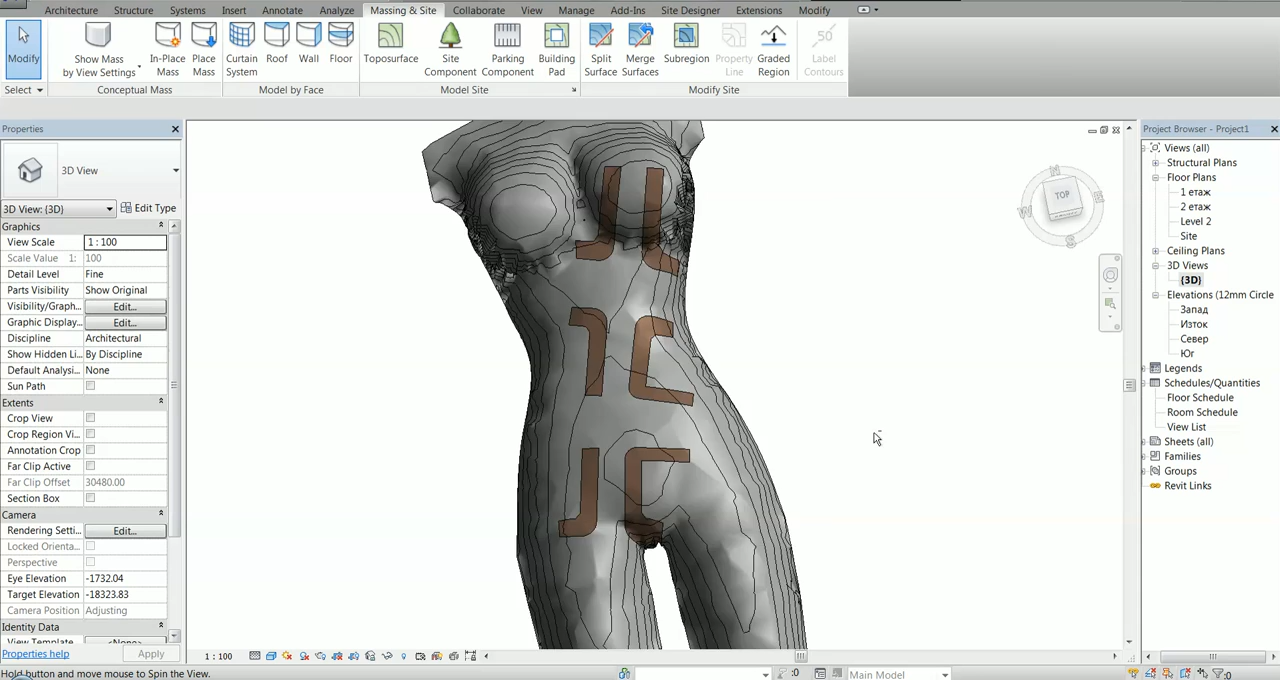 Architecture Structure Systems Insert Annotate Analyze Massing & Site Collaborate View Manage Add-Ins Site Designer Extensions Modify
Modify
Show Mass
by View Settings
In-Place
Mass
Place
Mass
Curtain
System
Roof
Wall
Floor
Toposurface
Site
Component
Parking
Component
Building
Pad
Split
Surface
Merge
Surfaces
Subregion
Property
Line
Graded
Region
50
Label
Contours
Select
Conceptual Mass
Model by Face
Model Site
Modify Site
Properties
3D View
3D View: {3D}
Edit Type
Graphics
View Scale 1 : 100
Scale Value 1: 100
Detail Level Fine
Parts Visibility Show Original
Visibility/Graph... Edit...
Graphic Display... Edit...
Discipline Architectural
Show Hidden Li... By Discipline
Default Analysi... None
Sun Path
Extents
Crop View
Crop Region Vi...
Annotation Crop
Far Clip Active
Far Clip Offset 30480.00
Section Box
Camera
Rendering Setti... Edit...
Locked Orienta...
Perspective
Eye Elevation -1732.04
Target Elevation -18323.83
Camera Position Adjusting
Identity Data
View Template <None>
Properties help
Apply
TOP
N
E
S
W
Project Browser - Project1
Views (all)
Structural Plans
Floor Plans
1 етаж
2 етаж
Level 2
Site
Ceiling Plans
3D Views
{3D}
Elevations (12mm Circle
Запад
Изток
Север
Юг
Legends
Schedules/Quantities
Floor Schedule
Room Schedule
View List
Sheets (all)
Families
Groups
Revit Links
1 : 100
Hold button and move mouse to Spin the View.
:0
Main Model
:0